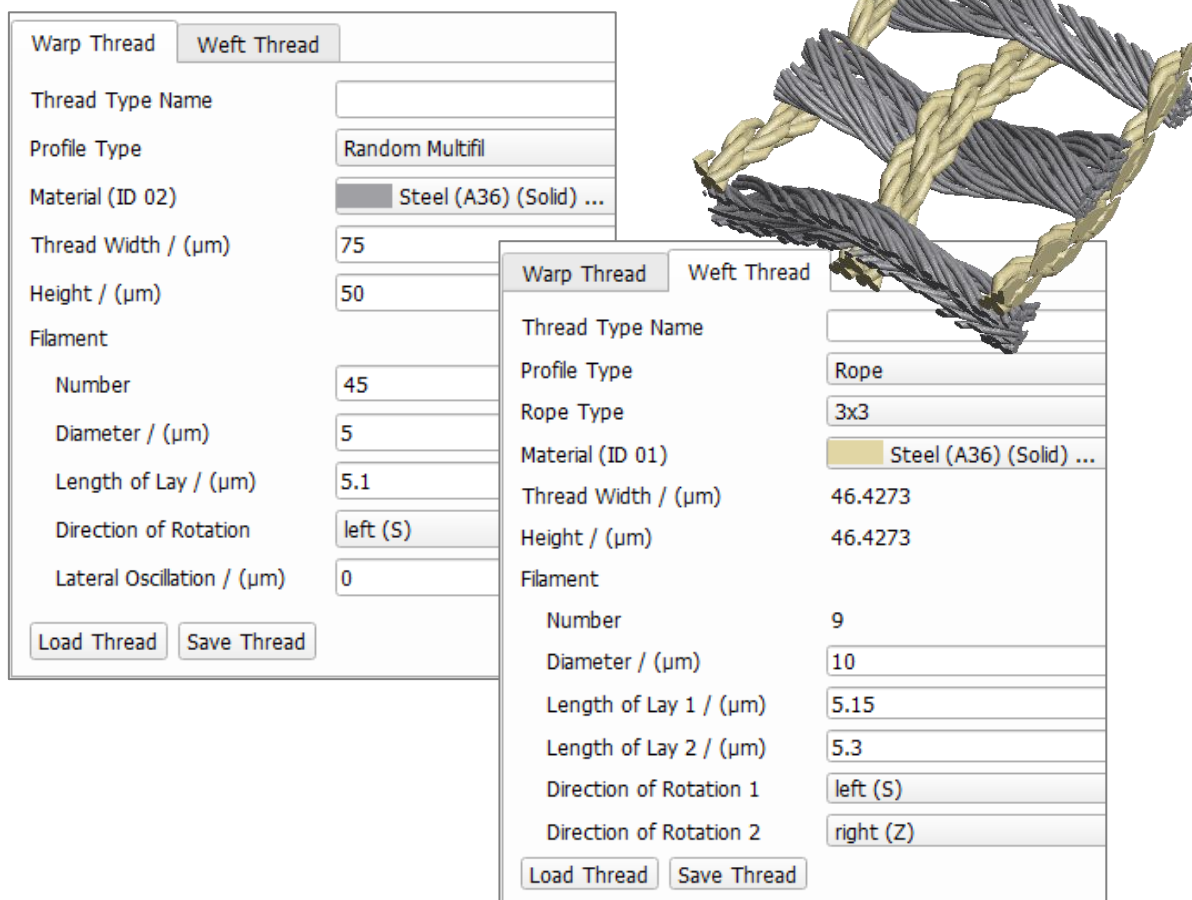 Warp Thread Weft Thread
Thread Type Name
Profile Type Random Multifil
Material (ID 02) Steel (A36) (Solid) ...
Thread Width / (µm) 75
Height / (µm) 50
Filament
Number 45
Diameter / (µm) 5
Length of Lay / (µm) 5.1
Direction of Rotation left (S)
Lateral Oscillation / (µm) 0
Load Thread Save Thread
Warp Thread Weft Thread
Thread Type Name
Profile Type Rope
Rope Type 3x3
Material (ID 01) Steel (A36) (Solid) ...
Thread Width / (µm) 46.4273
Height / (µm) 46.4273
Filament
Number 9
Diameter / (µm) 10
Length of Lay 1 / (µm) 5.15
Length of Lay 2 / (µm) 5.3
Direction of Rotation 1 left (S)
Direction of Rotation 2 right (Z)
Load Thread Save Thread